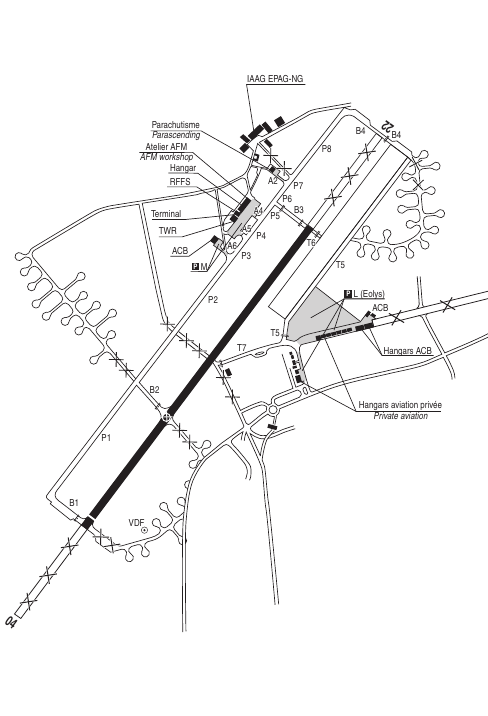 IAAG EPAG-NG
Parachutisme
Parascending
Atelier AFM
AFM workshop
Hangar
RFFS
Terminal
TWR
ACB
P M
22
B4
B4
P8
A2
P7
P6
B3
A4
P5
A5
P4
T6
A6
P3
T5
P2
P L (Eolys)
ACB
T5
T7
Hangars ACB
B2
Hangars aviation privée
Private aviation
P1
B1
VDF
04